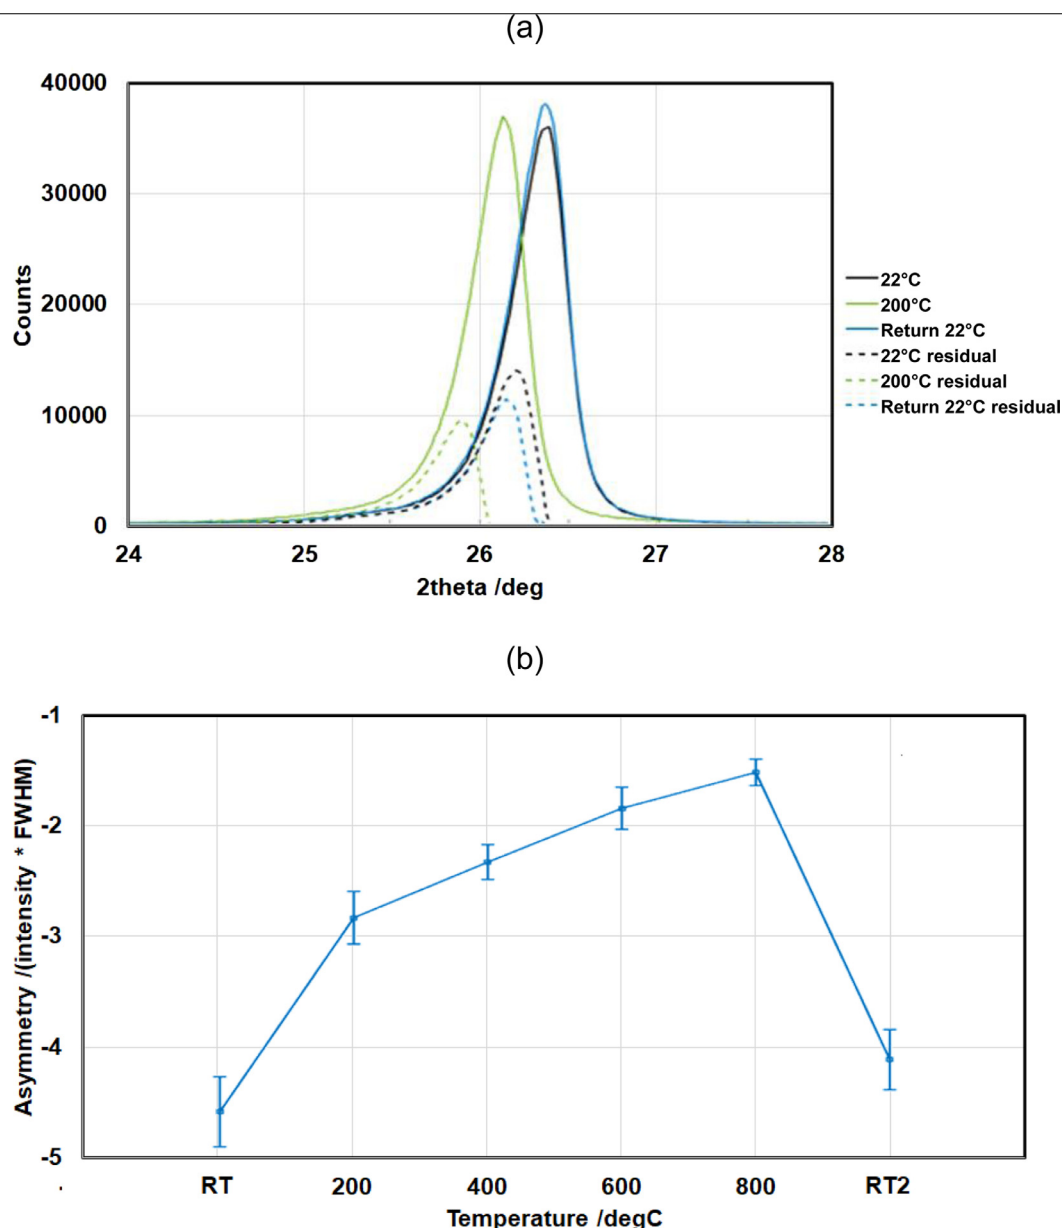 (a)
40000
30000
20000
10000
0
Counts
24 25 26 27 28
2theta /deg
22°C
200°C
Return 22°C
22°C residual
200°C residual
Return 22°C residual
(b)
-1
-2
-3
-4
-5
Asymmetry /(intensity * FWHM)
RT 200 400 600 800 RT2
Temperature /degC